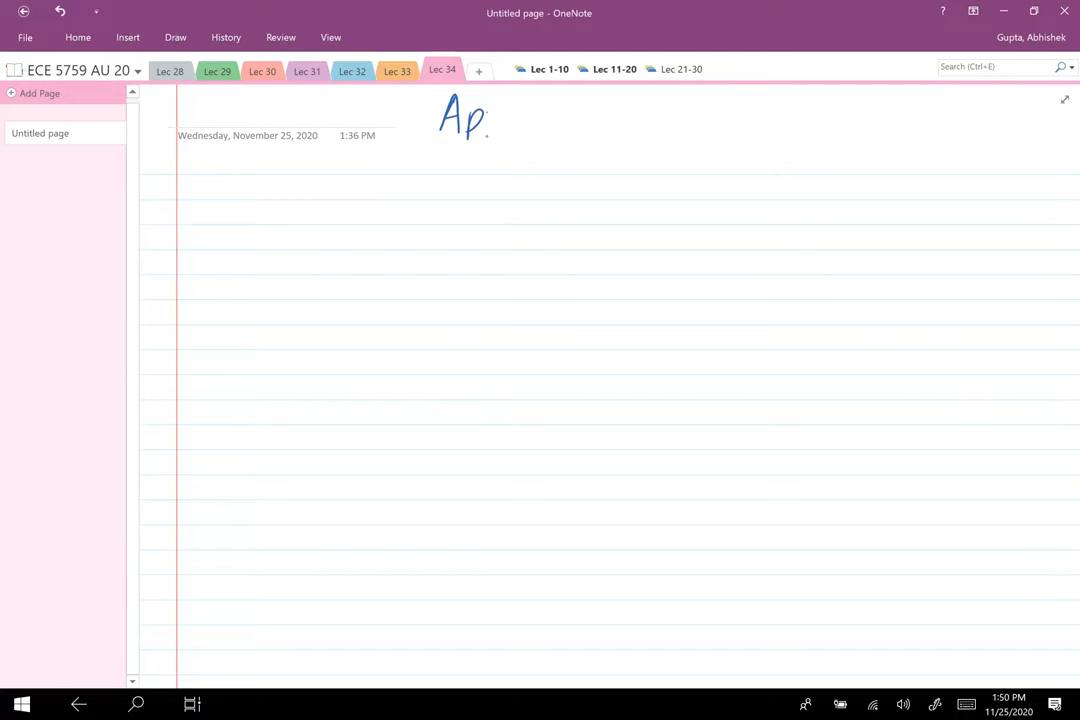 Untitled page - OneNote
?
File Home Insert Draw History Review View Gupta, Abhishek
ECE 5759 AU 20 Lec 28 Lec 29 Lec 30 Lec 31 Lec 32 Lec 33 Lec 34 + Lec 1-10 Lec 11-20 Lec 21-30 Search (Ctrl+E)
Add Page
Ap
Untitled page
Wednesday, November 25, 2020 1:36 PM
1:50 PM
11/25/2020